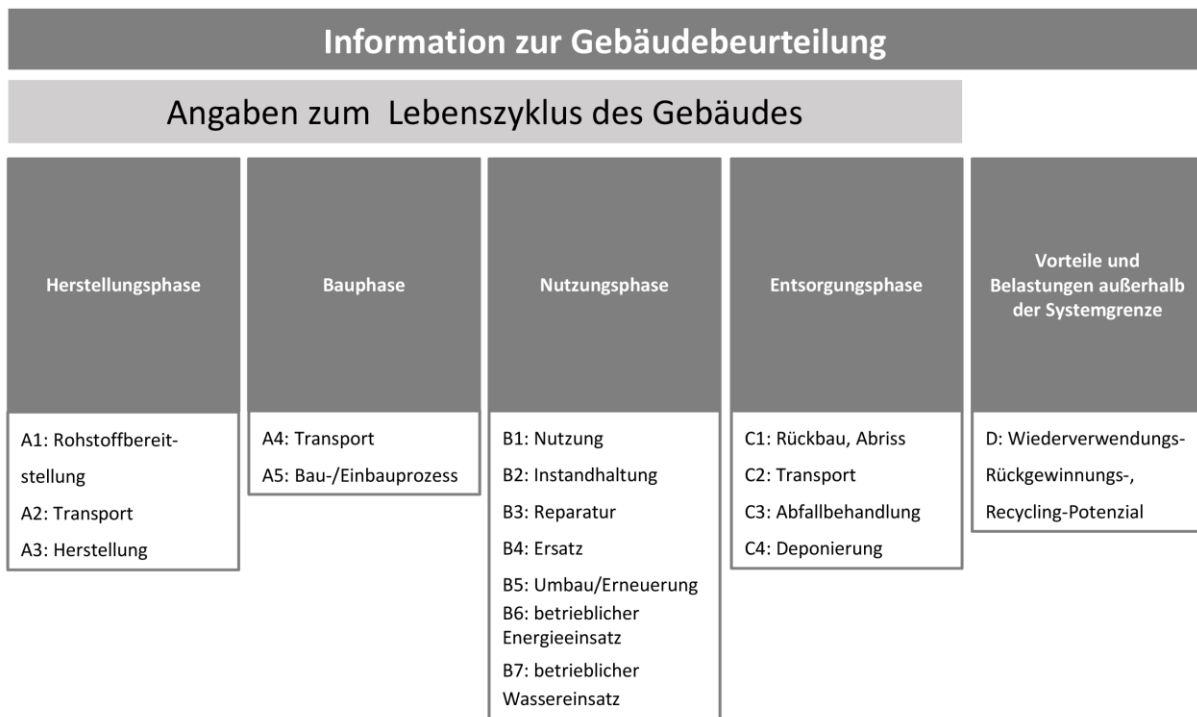 Information zur Gebäudebeurteilung
Angaben zum Lebenszyklus des Gebäudes
Herstellungsphase
A1: Rohstoffbereit-
stellung
A2: Transport
A3: Herstellung
Bauphase
A4: Transport
A5: Bau-/Einbauprozess
Nutzungsphase
B1: Nutzung
B2: Instandhaltung
B3: Reparatur
B4: Ersatz
B5: Umbau/Erneuerung
B6: betrieblicher
Energieeinsatz
B7: betrieblicher
Wassereinsatz
Entsorgungsphase
C1: Rückbau, Abriss
C2: Transport
C3: Abfallbehandlung
C4: Deponierung
Vorteile und
Belastungen außerhalb
der Systemgrenze
D: Wiederverwendungs-
Rückgewinnungs-,
Recycling-Potenzial